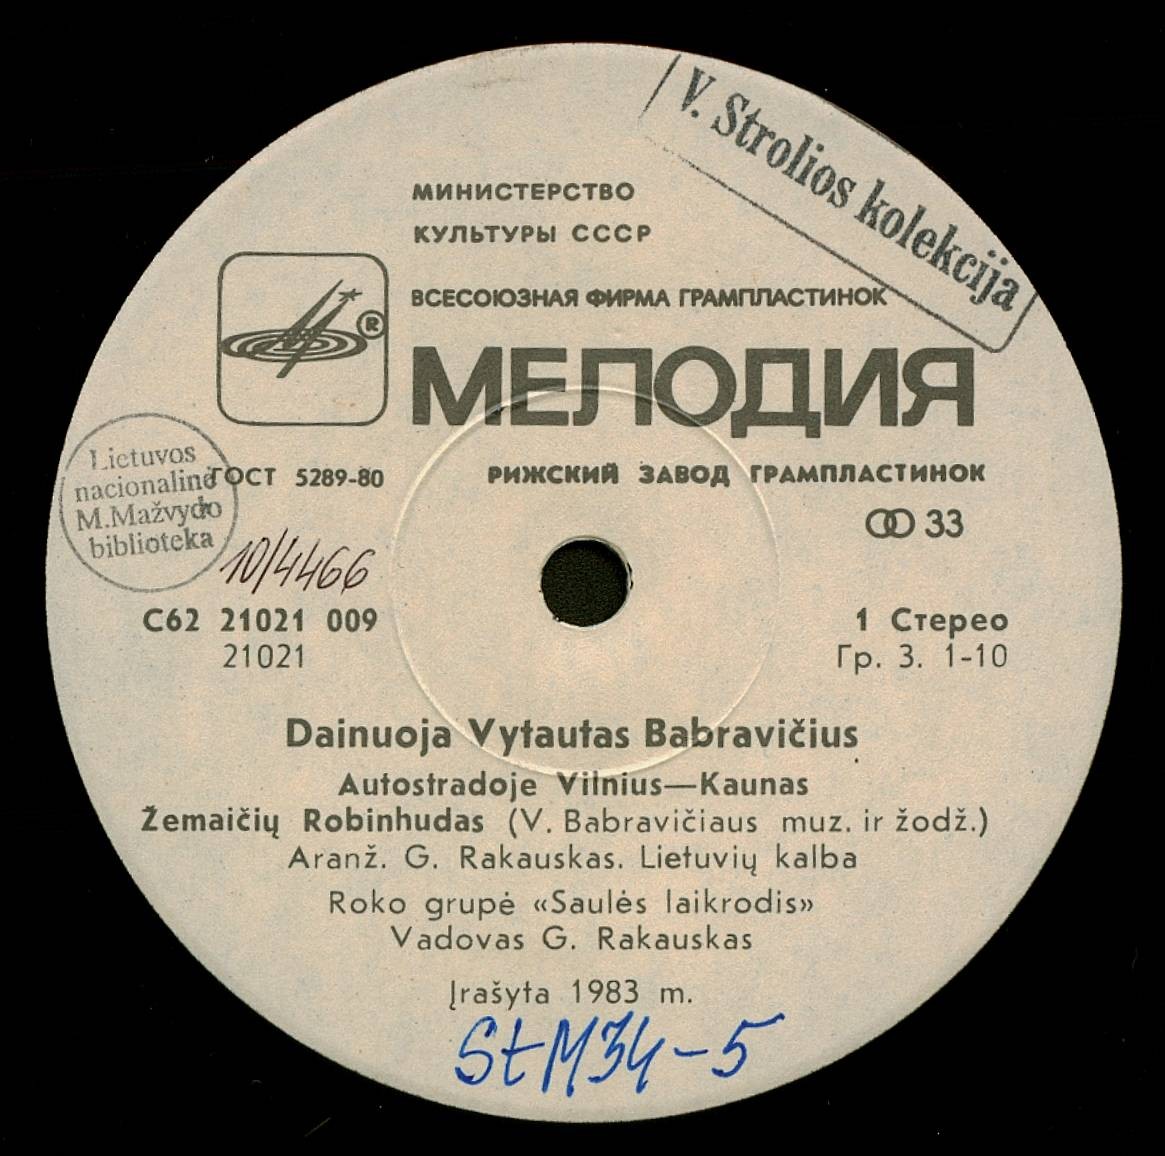 V. Strolios kolekcija
МИНИСТЕРСТВО
КУЛЬТУРЫ СССР
ВСЕСОЮЗНАЯ ФИРМА ГРАМПЛАСТИНОК
®
МЕЛОДИЯ
Lietuvos
nacionalinė
M.Mažvydo
biblioteka
ГОСТ 5289-80
РИЖСКИЙ ЗАВОД ГРАМПЛАСТИНОК
33
10/4466
С62 21021 009
21021
1 Стерео
Гр. 3. 1-10
Dainuoja Vytautas Babravičius
Autostradoje Vilnius—Kaunas
Žemaičių Robinhudas (V. Babravičiaus muz. ir žodž.)
Aranž. G. Rakauskas. Lietuvių kalba
Roko grupė «Saulės laikrodis»
Vadovas G. Rakauskas
Įrašyta 1983 m.
StM34-5